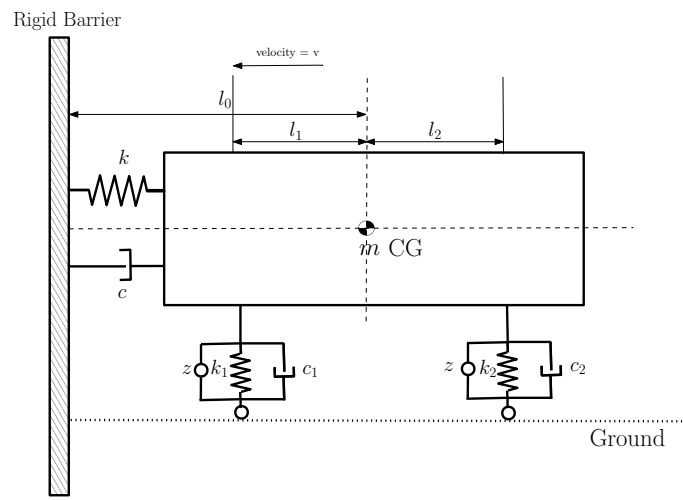 Rigid Barrier
velocity = v
l₀
l₁
l₂
k
m CG
c
z
k₁
c₁
z
k₂
c₂
Ground